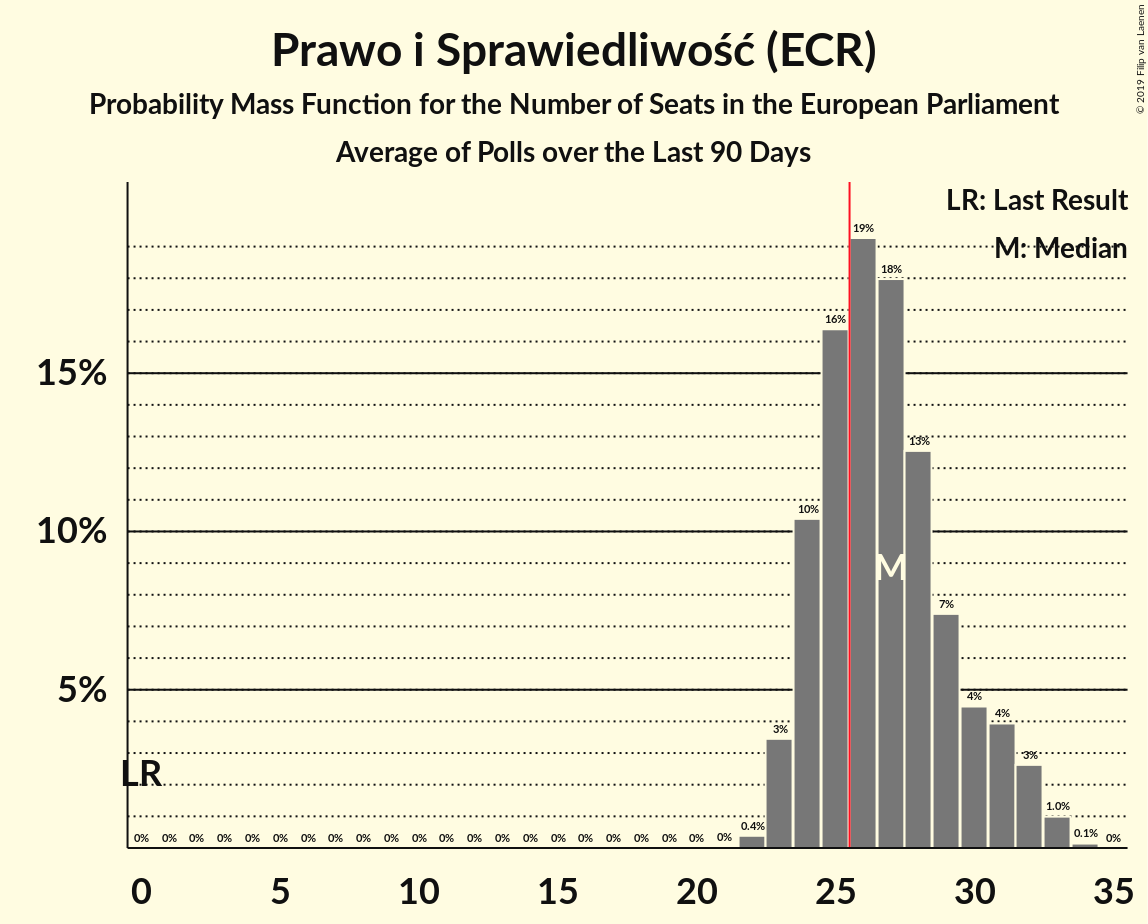 Prawo i Sprawiedliwość (ECR)
Probability Mass Function for the Number of Seats in the European Parliament
Average of Polls over the Last 90 Days
© 2019 Filip van Laenen
LR: Last Result
M: Median
19%
18%
16%
15%
13%
10%
10%
M
7%
5%
4%
4%
3%
3%
LR
1.0%
0.4%
0.1%
0% 0% 0% 0% 0% 0% 0% 0% 0% 0% 0% 0% 0% 0% 0% 0% 0% 0% 0% 0% 0% 0% 0%
0 5 10 15 20 25 30 35